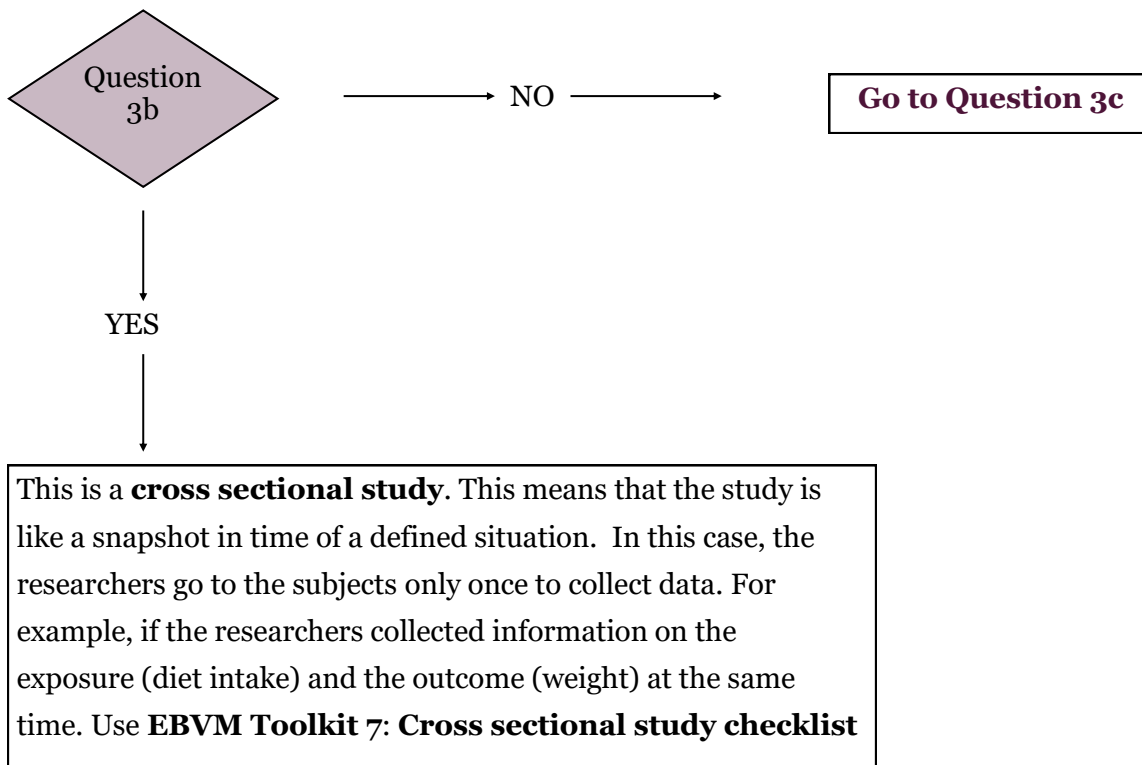 Question
3b
NO
Go to Question 3c
YES
This is a cross sectional study. This means that the study is
like a snapshot in time of a defined situation.  In this case, the
researchers go to the subjects only once to collect data. For
example, if the researchers collected information on the
exposure (diet intake) and the outcome (weight) at the same
time. Use EBVM Toolkit 7: Cross sectional study checklist